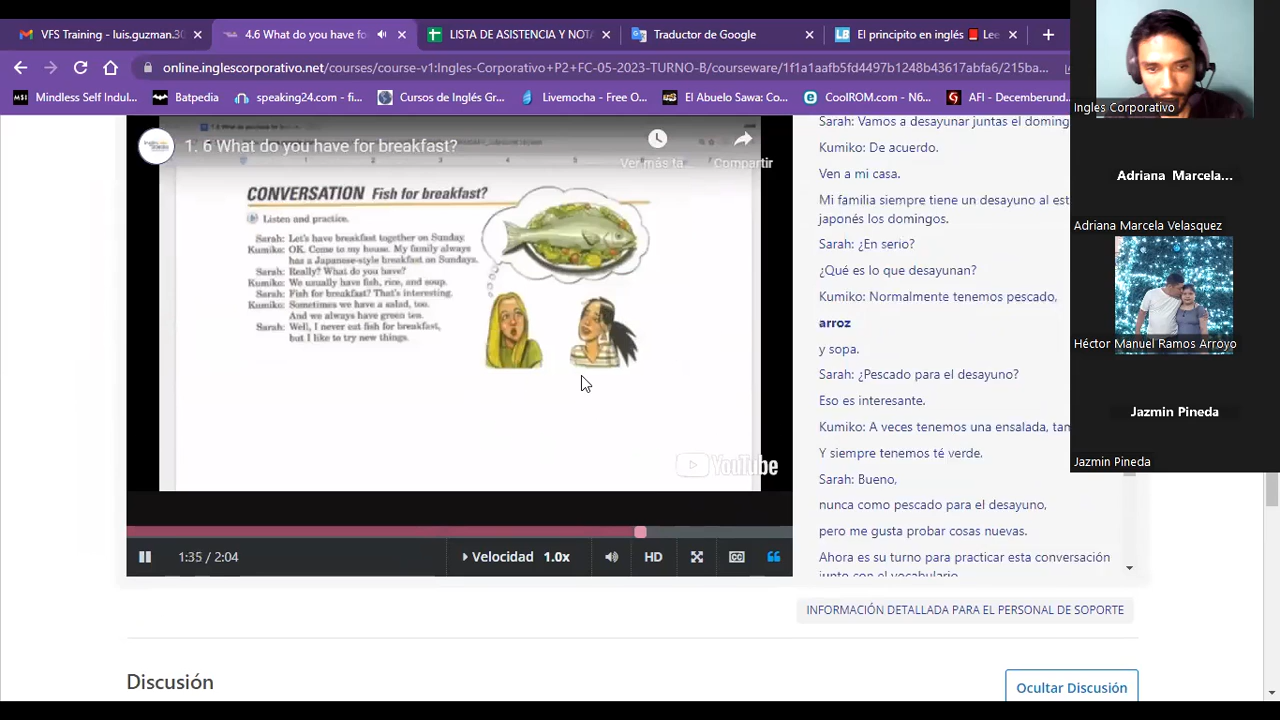 VFS Training - luis.guzman.30
4.6 What do you have fo
LISTA DE ASISTENCIA Y NOTA
Traductor de Google
El principito en inglés
Lee
online.inglescorporativo.net/courses/course-v1:Ingles-Corporativo+P2+FC-05-2023-TURNO-B/courseware/1f1a1aafb5fd4497b1248b43617abfa6/215ba...
Mindless Self Indul...
Batpedia
speaking24.com - fi...
Cursos de Inglés Gr...
Livemocha - Free O...
El Abuelo Sawa: Co...
CoolROM.com - N6...
AFI - Decemberund...
1. 6 What do you have for breakfast?
Ver más ta
Compartir
CONVERSATION Fish for breakfast?
Listen and practice.
Sarah: Let's have breakfast together on Sunday.
Kumiko: OK. Come to my house. My family always
has a Japanese-style breakfast on Sundays.
Sarah: Really? What do you have?
Kumiko: We usually have fish, rice, and soup.
Sarah: Fish for breakfast? That's interesting.
Kumiko: Sometimes we have a salad, too.
And we always have green tea.
Sarah: Well, I never eat fish for breakfast,
but I like to try new things.
YouTube
1:35 / 2:04
Velocidad 1.0x
HD
Sarah: Vamos a desayunar juntas el doming
Kumiko: De acuerdo.
Ven a mi casa.
Mi familia siempre tiene un desayuno al est
japonés los domingos.
Sarah: ¿En serio?
¿Qué es lo que desayunan?
Kumiko: Normalmente tenemos pescado,
arroz
y sopa.
Sarah: ¿Pescado para el desayuno?
Eso es interesante.
Kumiko: A veces tenemos una ensalada, tam
Y siempre tenemos té verde.
Sarah: Bueno,
nunca como pescado para el desayuno,
pero me gusta probar cosas nuevas.
Ahora es su turno para practicar esta conversación
junto con el vocabulario
INFORMACIÓN DETALLADA PARA EL PERSONAL DE SOPORTE
Discusión
Ocultar Discusión
Ingles Corporativo
Adriana Marcela...
Adriana Marcela Velasquez
Héctor Manuel Ramos Arroyo
Jazmin Pineda
Jazmin Pineda